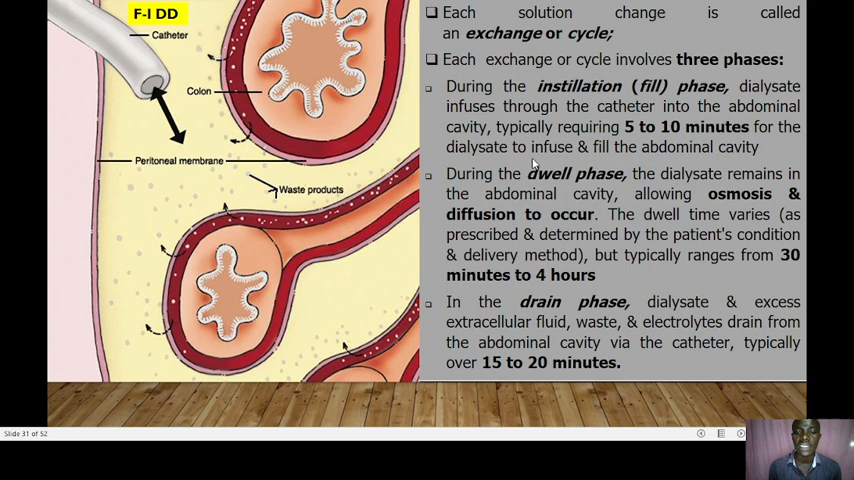 F-I DD
Catheter
Colon
Peritoneal membrane
Waste products
❑ Each solution change is called
an exchange or cycle;
❑ Each exchange or cycle involves three phases:
❑ During the instillation (fill) phase, dialysate
infuses through the catheter into the abdominal
cavity, typically requiring 5 to 10 minutes for the
dialysate to infuse & fill the abdominal cavity
❑ During the dwell phase, the dialysate remains in
the abdominal cavity, allowing osmosis &
diffusion to occur. The dwell time varies (as
prescribed & determined by the patient's condition
& delivery method), but typically ranges from 30
minutes to 4 hours
❑ In the drain phase, dialysate & excess
extracellular fluid, waste, & electrolytes drain from
the abdominal cavity via the catheter, typically
over 15 to 20 minutes.
Slide 31 of 52